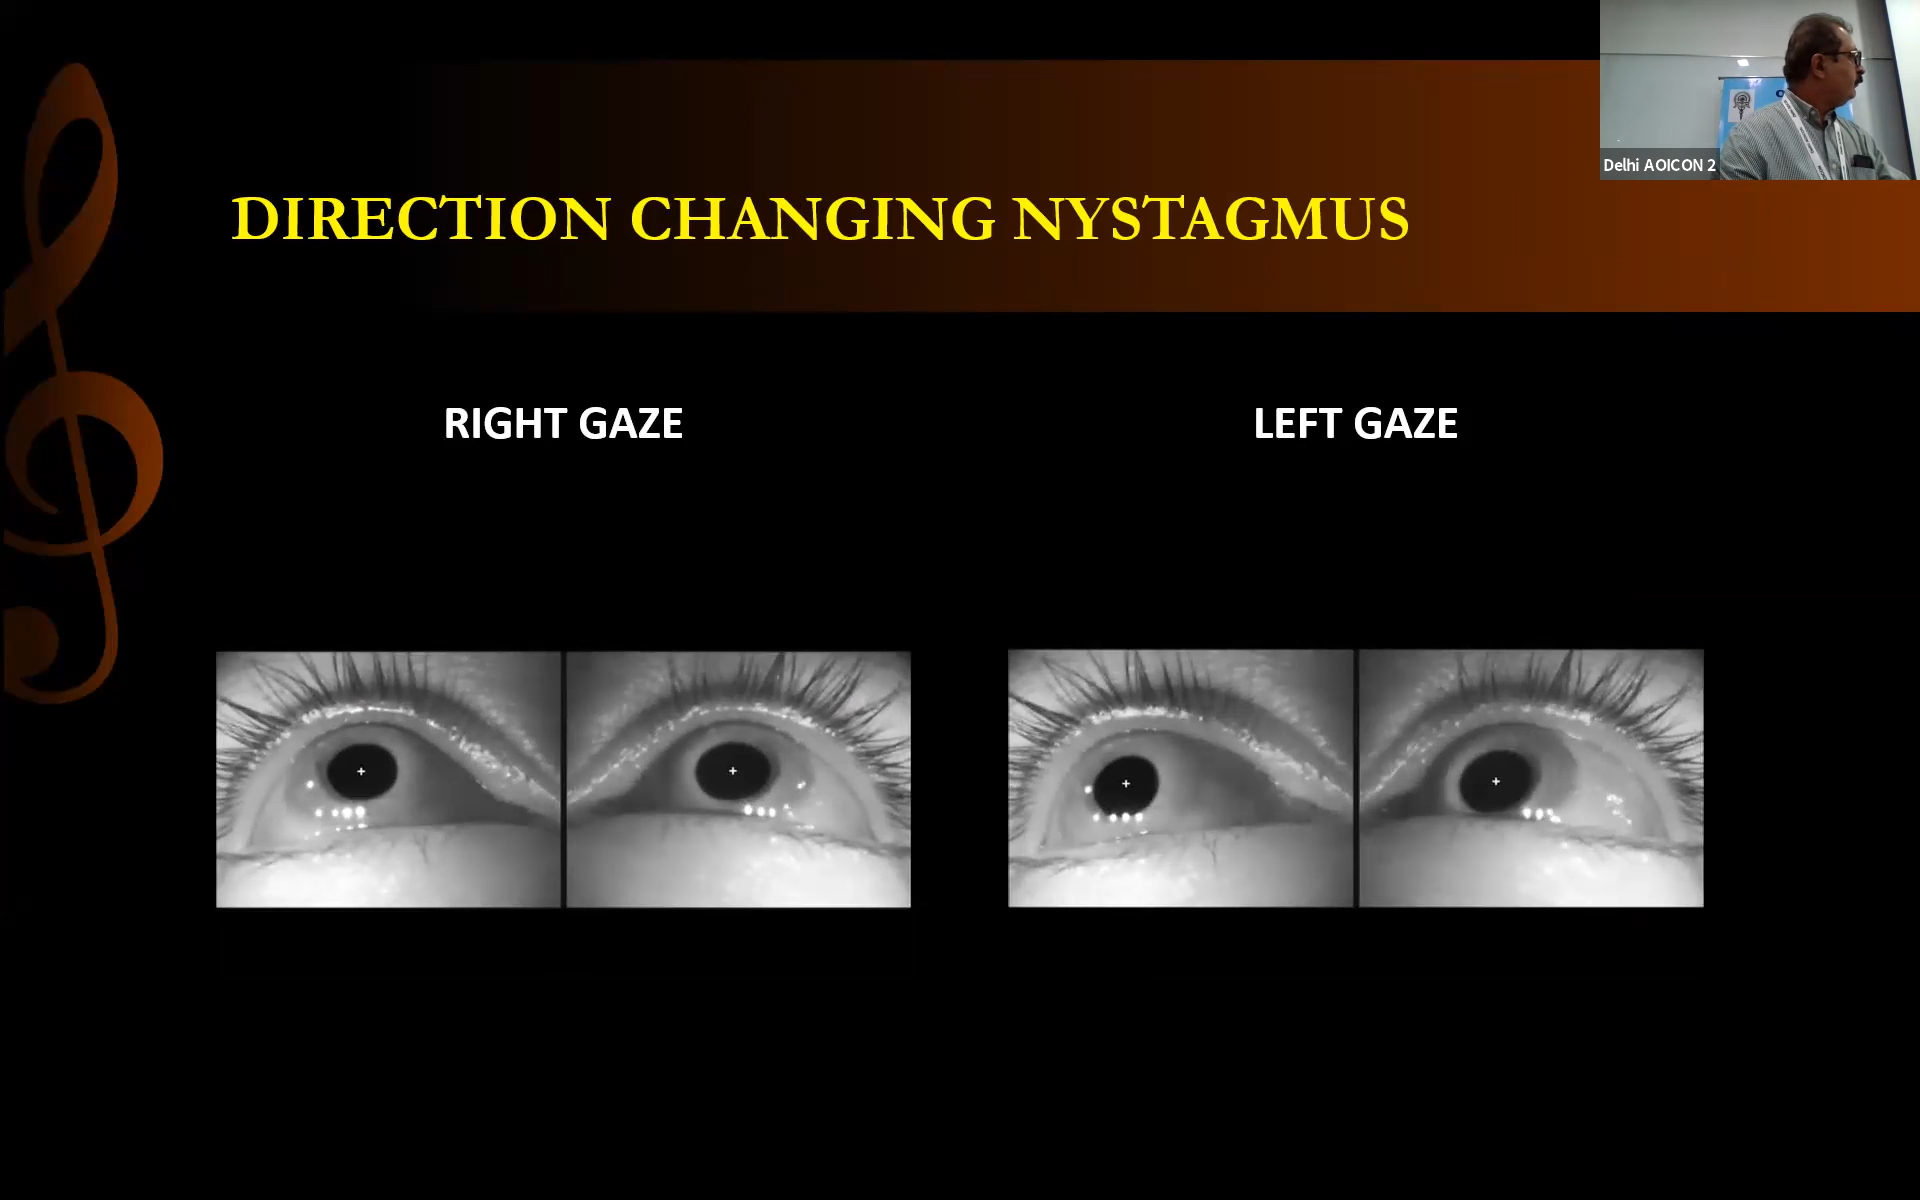 DIRECTION CHANGING NYSTAGMUS
Delhi AOICON 2
RIGHT GAZE
LEFT GAZE